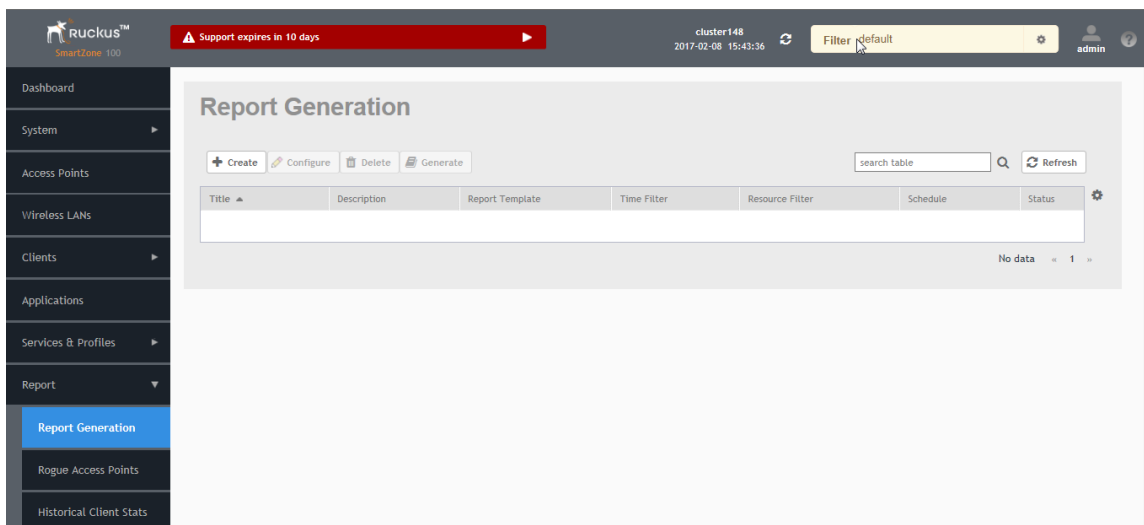 Ruckus™
SmartZone 100
Support expires in 10 days
cluster148
2017-02-08 15:43:36
Filter default
admin
Dashboard
System
Access Points
Wireless LANs
Clients
Applications
Services & Profiles
Report
Report Generation
Rogue Access Points
Historical Client Stats
Report Generation
Create Configure Delete Generate
search table
Refresh
Title Description Report Template Time Filter Resource Filter Schedule Status
No data « 1 »